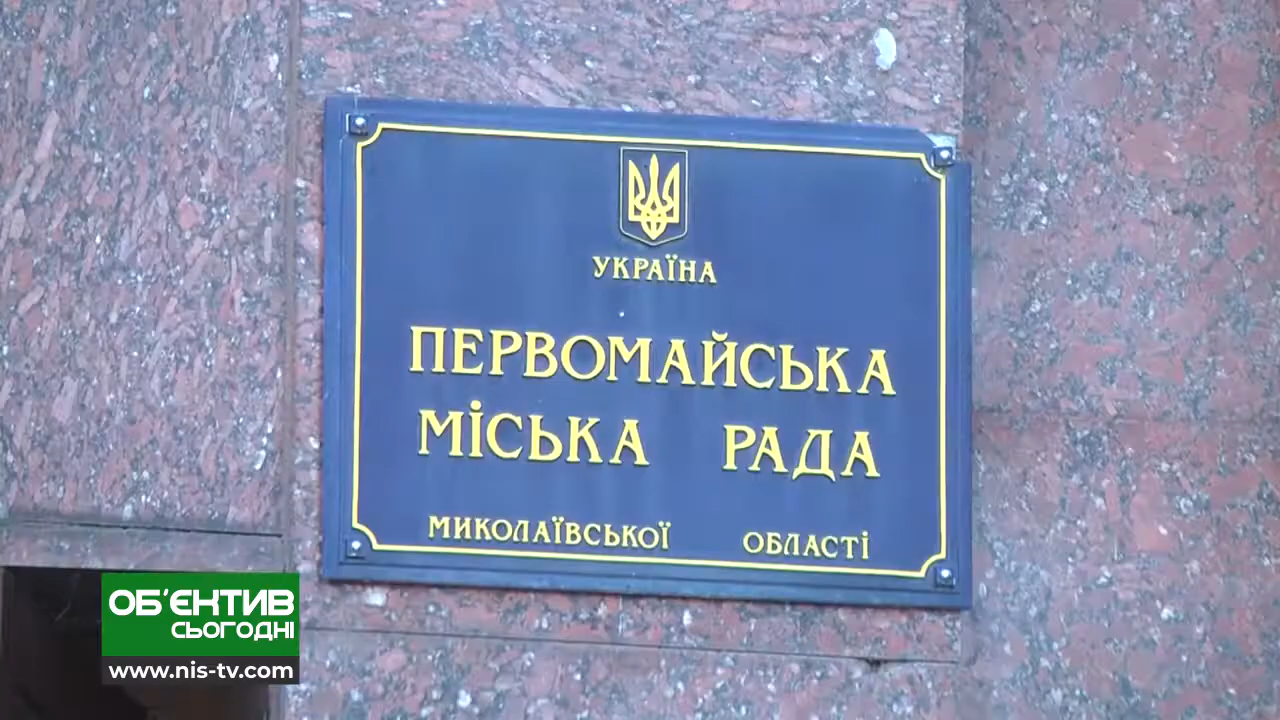 УКРАЇНА
ПЕРВОМАЙСЬКА
МІСЬКА РАДА
МИКОЛАЇВСЬКОЇ ОБЛАСТІ
ОБ'ЄКТИВ
СЬОГОДНІ
www.nis-tv.com